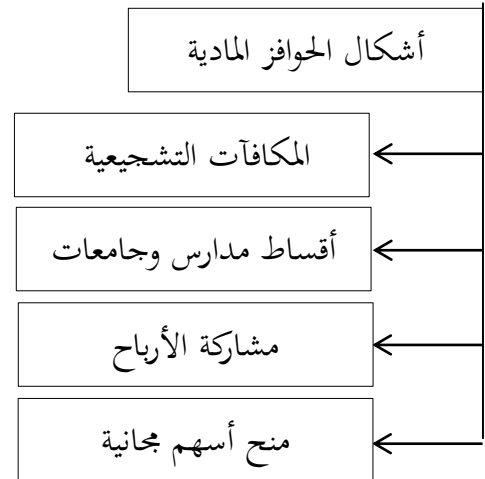 أشكال الحوافز المادية
المكافآت التشجيعية
أقساط مدارس وجامعات
مشاركة الأرباح
منح أسهم مجانية